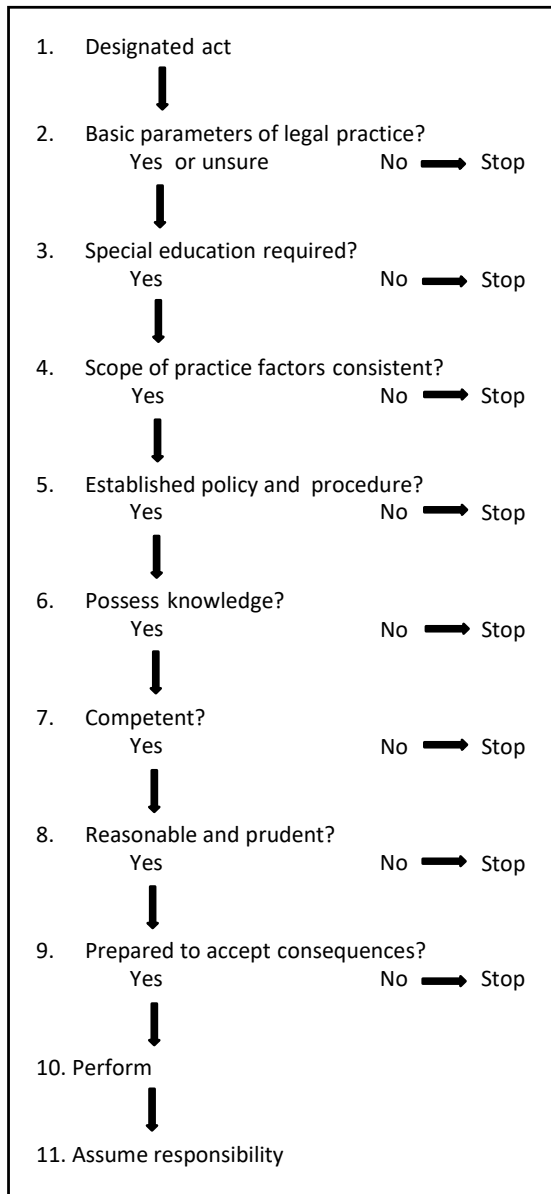 1. Designated act
2. Basic parameters of legal practice?
Yes or unsure No Stop
3. Special education required?
Yes No Stop
4. Scope of practice factors consistent?
Yes No Stop
5. Established policy and procedure?
Yes No Stop
6. Possess knowledge?
Yes No Stop
7. Competent?
Yes No Stop
8. Reasonable and prudent?
Yes No Stop
9. Prepared to accept consequences?
Yes No Stop
10. Perform
11. Assume responsibility